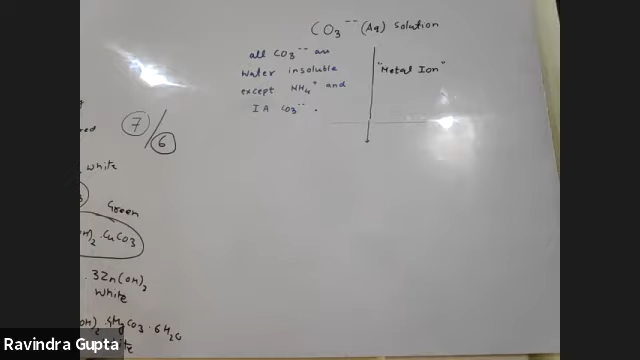 CO3-- (Aq) Solution
all CO3-- are
water insoluble
except NH4+ and
IA CO3-- .
"Metal Ion"
7/6
White
Green
)2 . CuCO3
. 3Zn(OH)2
White
OH)2 . 4MgCO3 . 6H2O
Ravindra Gupta